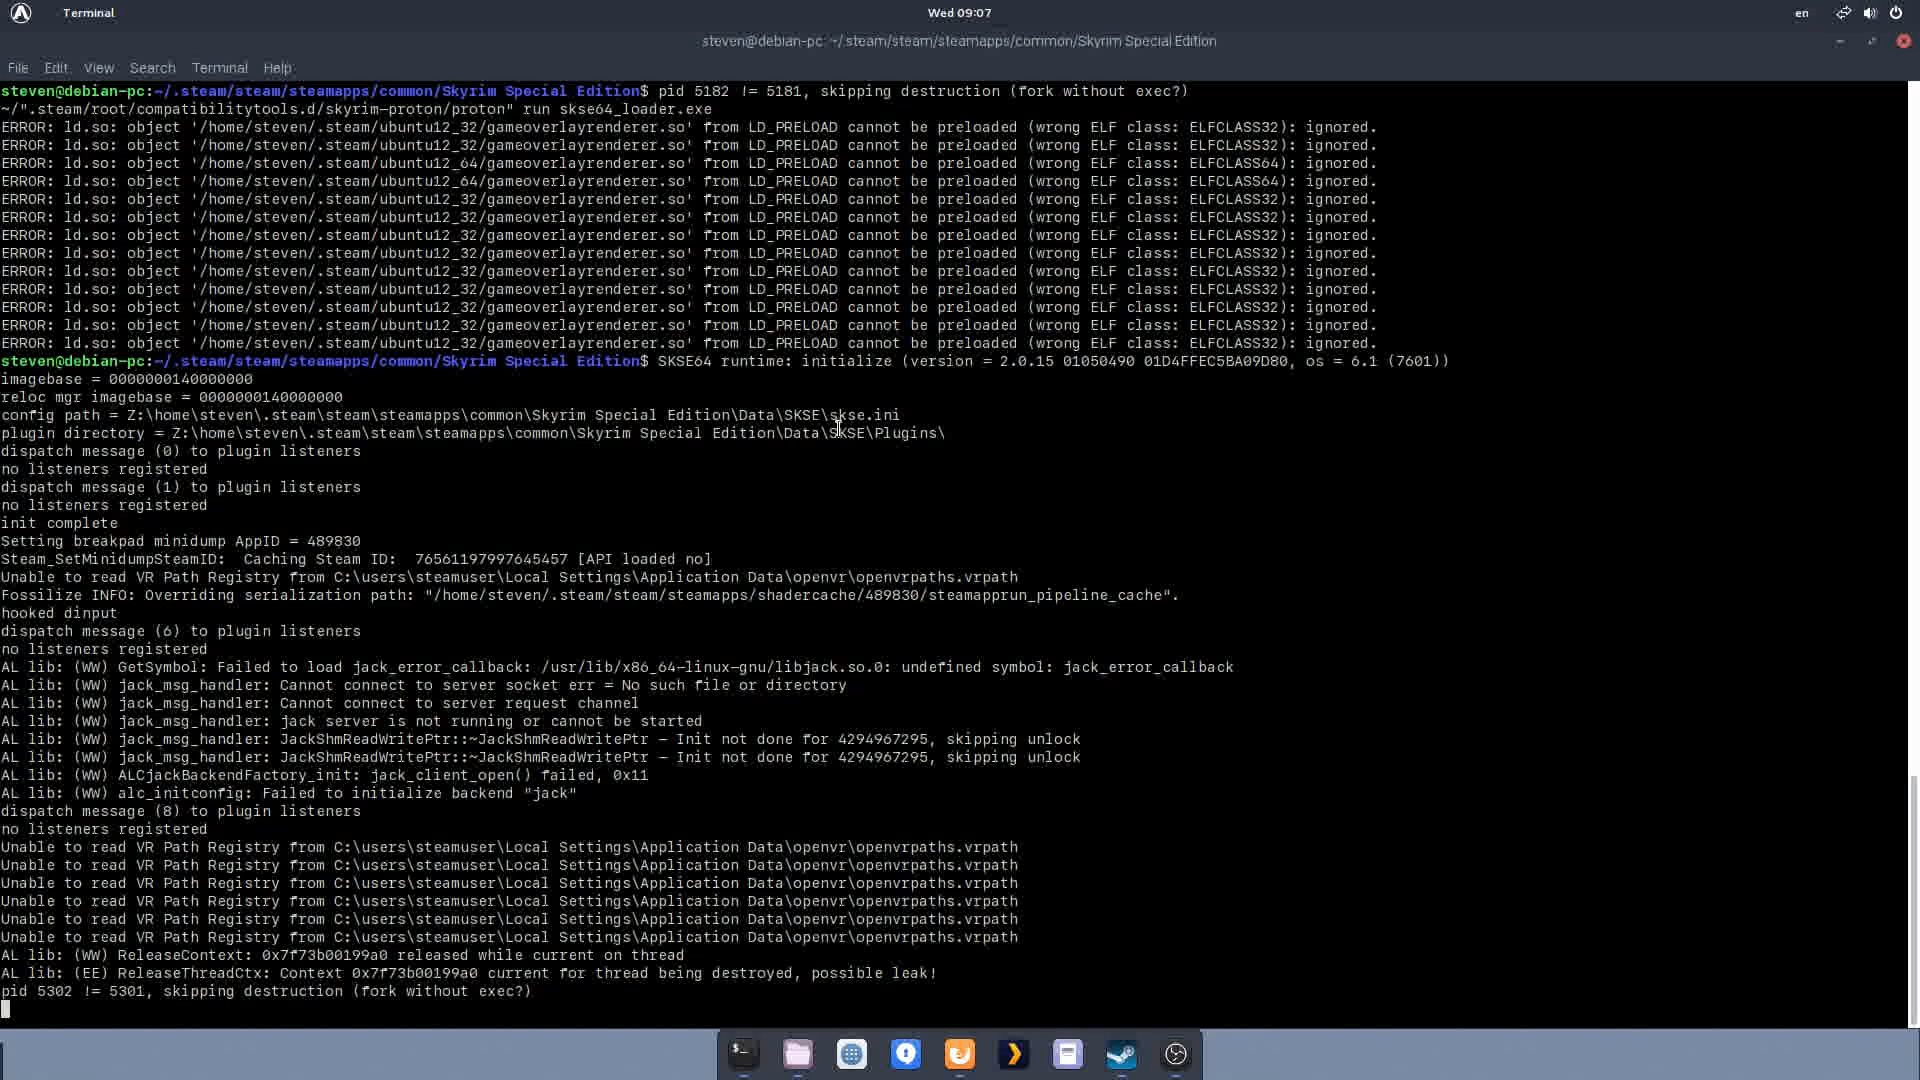 Terminal
Wed 09:07
en
steven@debian-pc: ~/.steam/steam/steamapps/common/Skyrim Special Edition
File Edit View Search Terminal Help
steven@debian-pc:~/.steam/steam/steamapps/common/Skyrim Special Edition$ pid 5182 != 5181, skipping destruction (fork without exec?)
~/".steam/root/compatibilitytools.d/skyrim-proton/proton" run skse64_loader.exe
ERROR: ld.so: object '/home/steven/.steam/ubuntu12_32/gameoverlayrenderer.so' from LD_PRELOAD cannot be preloaded (wrong ELF class: ELFCLASS32): ignored.
ERROR: ld.so: object '/home/steven/.steam/ubuntu12_32/gameoverlayrenderer.so' from LD_PRELOAD cannot be preloaded (wrong ELF class: ELFCLASS32): ignored.
ERROR: ld.so: object '/home/steven/.steam/ubuntu12_64/gameoverlayrenderer.so' from LD_PRELOAD cannot be preloaded (wrong ELF class: ELFCLASS64): ignored.
ERROR: ld.so: object '/home/steven/.steam/ubuntu12_64/gameoverlayrenderer.so' from LD_PRELOAD cannot be preloaded (wrong ELF class: ELFCLASS64): ignored.
ERROR: ld.so: object '/home/steven/.steam/ubuntu12_32/gameoverlayrenderer.so' from LD_PRELOAD cannot be preloaded (wrong ELF class: ELFCLASS32): ignored.
ERROR: ld.so: object '/home/steven/.steam/ubuntu12_32/gameoverlayrenderer.so' from LD_PRELOAD cannot be preloaded (wrong ELF class: ELFCLASS32): ignored.
ERROR: ld.so: object '/home/steven/.steam/ubuntu12_32/gameoverlayrenderer.so' from LD_PRELOAD cannot be preloaded (wrong ELF class: ELFCLASS32): ignored.
ERROR: ld.so: object '/home/steven/.steam/ubuntu12_32/gameoverlayrenderer.so' from LD_PRELOAD cannot be preloaded (wrong ELF class: ELFCLASS32): ignored.
ERROR: ld.so: object '/home/steven/.steam/ubuntu12_32/gameoverlayrenderer.so' from LD_PRELOAD cannot be preloaded (wrong ELF class: ELFCLASS32): ignored.
ERROR: ld.so: object '/home/steven/.steam/ubuntu12_32/gameoverlayrenderer.so' from LD_PRELOAD cannot be preloaded (wrong ELF class: ELFCLASS32): ignored.
ERROR: ld.so: object '/home/steven/.steam/ubuntu12_32/gameoverlayrenderer.so' from LD_PRELOAD cannot be preloaded (wrong ELF class: ELFCLASS32): ignored.
ERROR: ld.so: object '/home/steven/.steam/ubuntu12_32/gameoverlayrenderer.so' from LD_PRELOAD cannot be preloaded (wrong ELF class: ELFCLASS32): ignored.
ERROR: ld.so: object '/home/steven/.steam/ubuntu12_32/gameoverlayrenderer.so' from LD_PRELOAD cannot be preloaded (wrong ELF class: ELFCLASS32): ignored.
steven@debian-pc:~/.steam/steam/steamapps/common/Skyrim Special Edition$ SKSE64 runtime: initialize (version = 2.0.15 01050490 01D4FFEC5BA09D80, os = 6.1 (7601))
imagebase = 0000000140000000
reloc mgr imagebase = 0000000140000000
config path = Z:\home\steven\.steam\steam\steamapps\common\Skyrim Special Edition\Data\SKSE\skse.ini
plugin directory = Z:\home\steven\.steam\steam\steamapps\common\Skyrim Special Edition\Data\SKSE\Plugins\
dispatch message (0) to plugin listeners
no listeners registered
dispatch message (1) to plugin listeners
no listeners registered
init complete
Setting breakpad minidump AppID = 489830
Steam_SetMinidumpSteamID:  Caching Steam ID:  76561197997645457 [API loaded no]
Unable to read VR Path Registry from C:\users\steamuser\Local Settings\Application Data\openvr\openvrpaths.vrpath
Fossilize INFO: Overriding serialization path: "/home/steven/.steam/steam/steamapps/shadercache/489830/steamapprun_pipeline_cache".
hooked dinput
dispatch message (6) to plugin listeners
no listeners registered
AL lib: (WW) GetSymbol: Failed to load jack_error_callback: /usr/lib/x86_64-linux-gnu/libjack.so.0: undefined symbol: jack_error_callback
AL lib: (WW) jack_msg_handler: Cannot connect to server socket err = No such file or directory
AL lib: (WW) jack_msg_handler: Cannot connect to server request channel
AL lib: (WW) jack_msg_handler: jack server is not running or cannot be started
AL lib: (WW) jack_msg_handler: JackShmReadWritePtr::~JackShmReadWritePtr - Init not done for 4294967295, skipping unlock
AL lib: (WW) jack_msg_handler: JackShmReadWritePtr::~JackShmReadWritePtr - Init not done for 4294967295, skipping unlock
AL lib: (WW) ALCjackBackendFactory_init: jack_client_open() failed, 0x11
AL lib: (WW) alc_initconfig: Failed to initialize backend "jack"
dispatch message (8) to plugin listeners
no listeners registered
Unable to read VR Path Registry from C:\users\steamuser\Local Settings\Application Data\openvr\openvrpaths.vrpath
Unable to read VR Path Registry from C:\users\steamuser\Local Settings\Application Data\openvr\openvrpaths.vrpath
Unable to read VR Path Registry from C:\users\steamuser\Local Settings\Application Data\openvr\openvrpaths.vrpath
Unable to read VR Path Registry from C:\users\steamuser\Local Settings\Application Data\openvr\openvrpaths.vrpath
Unable to read VR Path Registry from C:\users\steamuser\Local Settings\Application Data\openvr\openvrpaths.vrpath
Unable to read VR Path Registry from C:\users\steamuser\Local Settings\Application Data\openvr\openvrpaths.vrpath
AL lib: (WW) ReleaseContext: 0x7f73b00199a0 released while current on thread
AL lib: (EE) ReleaseThreadCtx: Context 0x7f73b00199a0 current for thread being destroyed, possible leak!
pid 5302 != 5301, skipping destruction (fork without exec?)